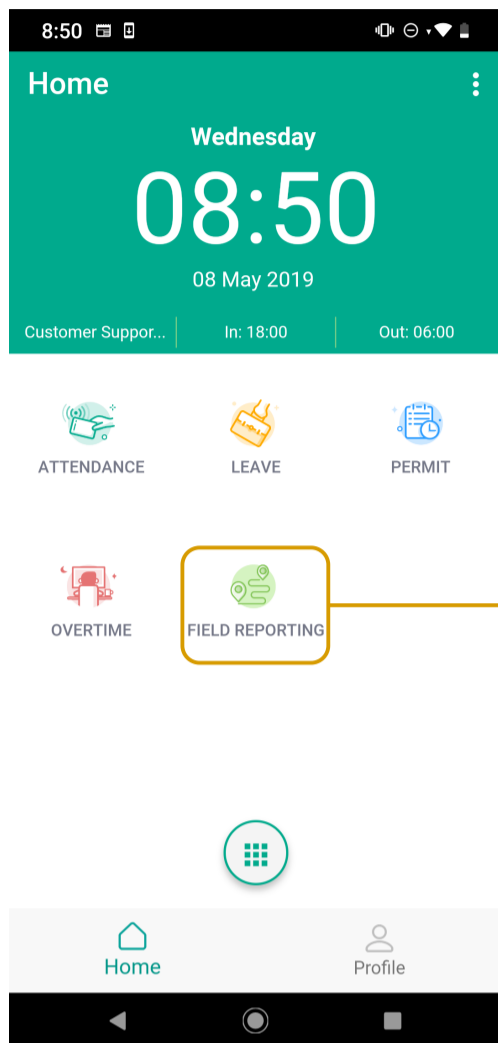 8:50
Home
Wednesday
08:50
08 May 2019
Customer Suppor... In: 18:00 Out: 06:00
ATTENDANCE LEAVE PERMIT
OVERTIME FIELD REPORTING
Home Profile